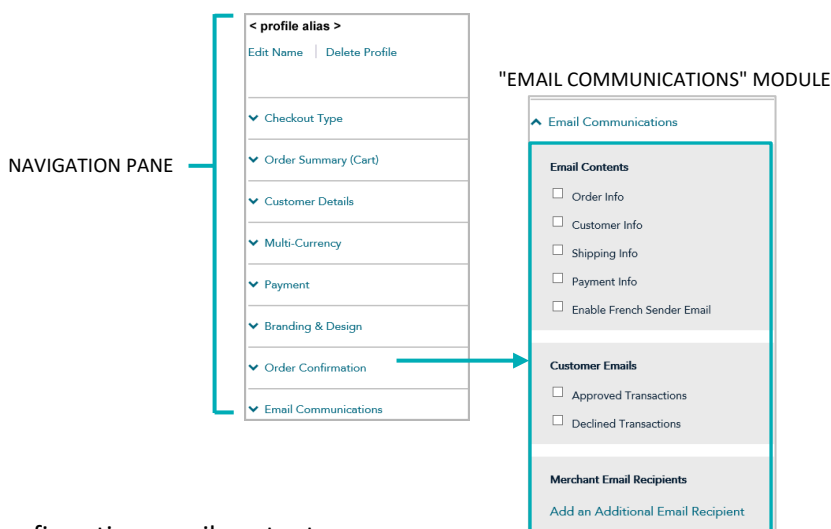 < profile alias >
Edit Name | Delete Profile
Checkout Type
Order Summary (Cart)
Customer Details
Multi-Currency
Payment
Branding & Design
Order Confirmation
Email Communications
NAVIGATION PANE
"EMAIL COMMUNICATIONS" MODULE
Email Communications
Email Contents
Order Info
Customer Info
Shipping Info
Payment Info
Enable French Sender Email
Customer Emails
Approved Transactions
Declined Transactions
Merchant Email Recipients
Add an Additional Email Recipient